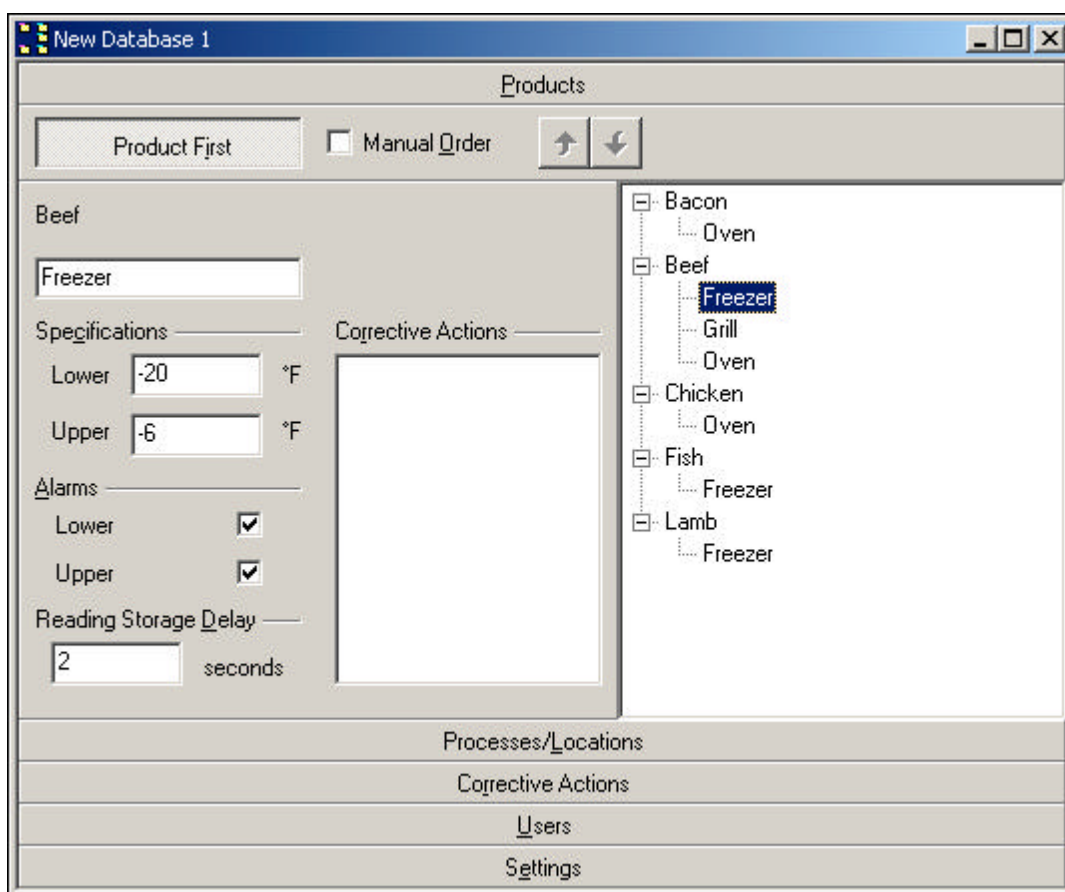 New Database 1
Products
Product First
Manual Order
Beef
Freezer
Specifications
Lower -20 °F
Upper -6 °F
Alarms
Lower
Upper
Reading Storage Delay
2 seconds
Corrective Actions
Bacon
Oven
Beef
Freezer
Grill
Oven
Chicken
Oven
Fish
Freezer
Lamb
Freezer
Processes/Locations
Corrective Actions
Users
Settings